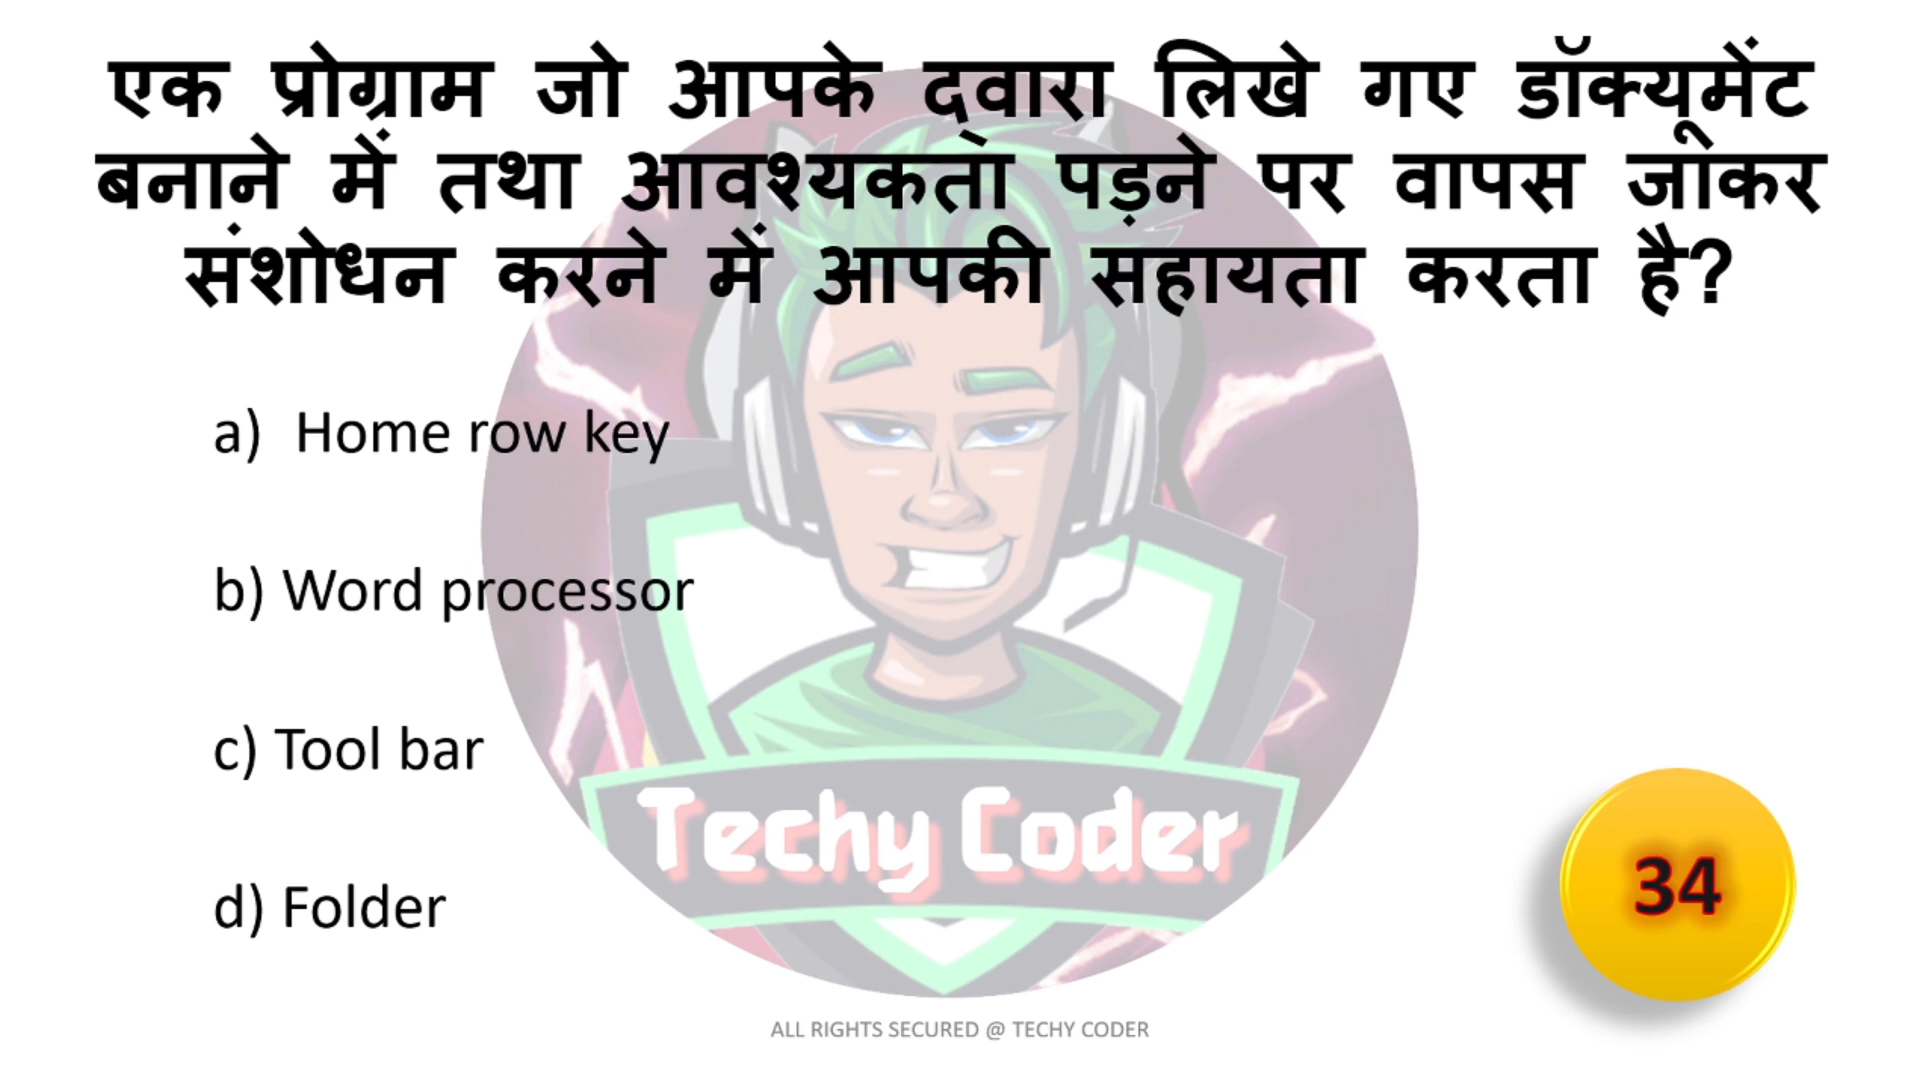 एक प्रोग्राम जो आपके द्वारा लिखे गए डॉक्यूमेंट
बनाने में तथा आवश्यकता पड़ने पर वापस जाकर
संशोधन करने में आपकी सहायता करता है?
a) Home row key
b) Word processor
c) Tool bar
d) Folder
Techy Coder
34
ALL RIGHTS SECURED @ TECHY CODER